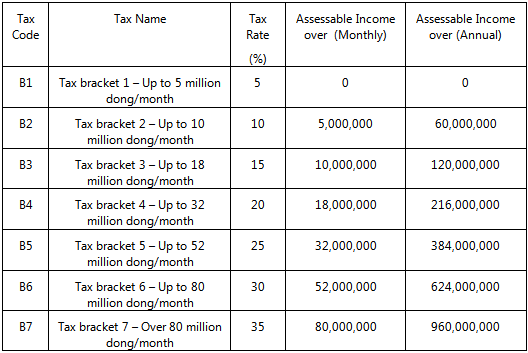 Tax Code | Tax Name | Tax Rate (%) | Assessable Income over (Monthly) | Assessable Income over (Annual)
B1 | Tax bracket 1 – Up to 5 million dong/month | 5 | 0 | 0
B2 | Tax bracket 2 – Up to 10 million dong/month | 10 | 5,000,000 | 60,000,000
B3 | Tax bracket 3 – Up to 18 million dong/month | 15 | 10,000,000 | 120,000,000
B4 | Tax bracket 4 – Up to 32 million dong/month | 20 | 18,000,000 | 216,000,000
B5 | Tax bracket 5 – Up to 52 million dong/month | 25 | 32,000,000 | 384,000,000
B6 | Tax bracket 6 – Up to 80 million dong/month | 30 | 52,000,000 | 624,000,000
B7 | Tax bracket 7 – Over 80 million dong/month | 35 | 80,000,000 | 960,000,000